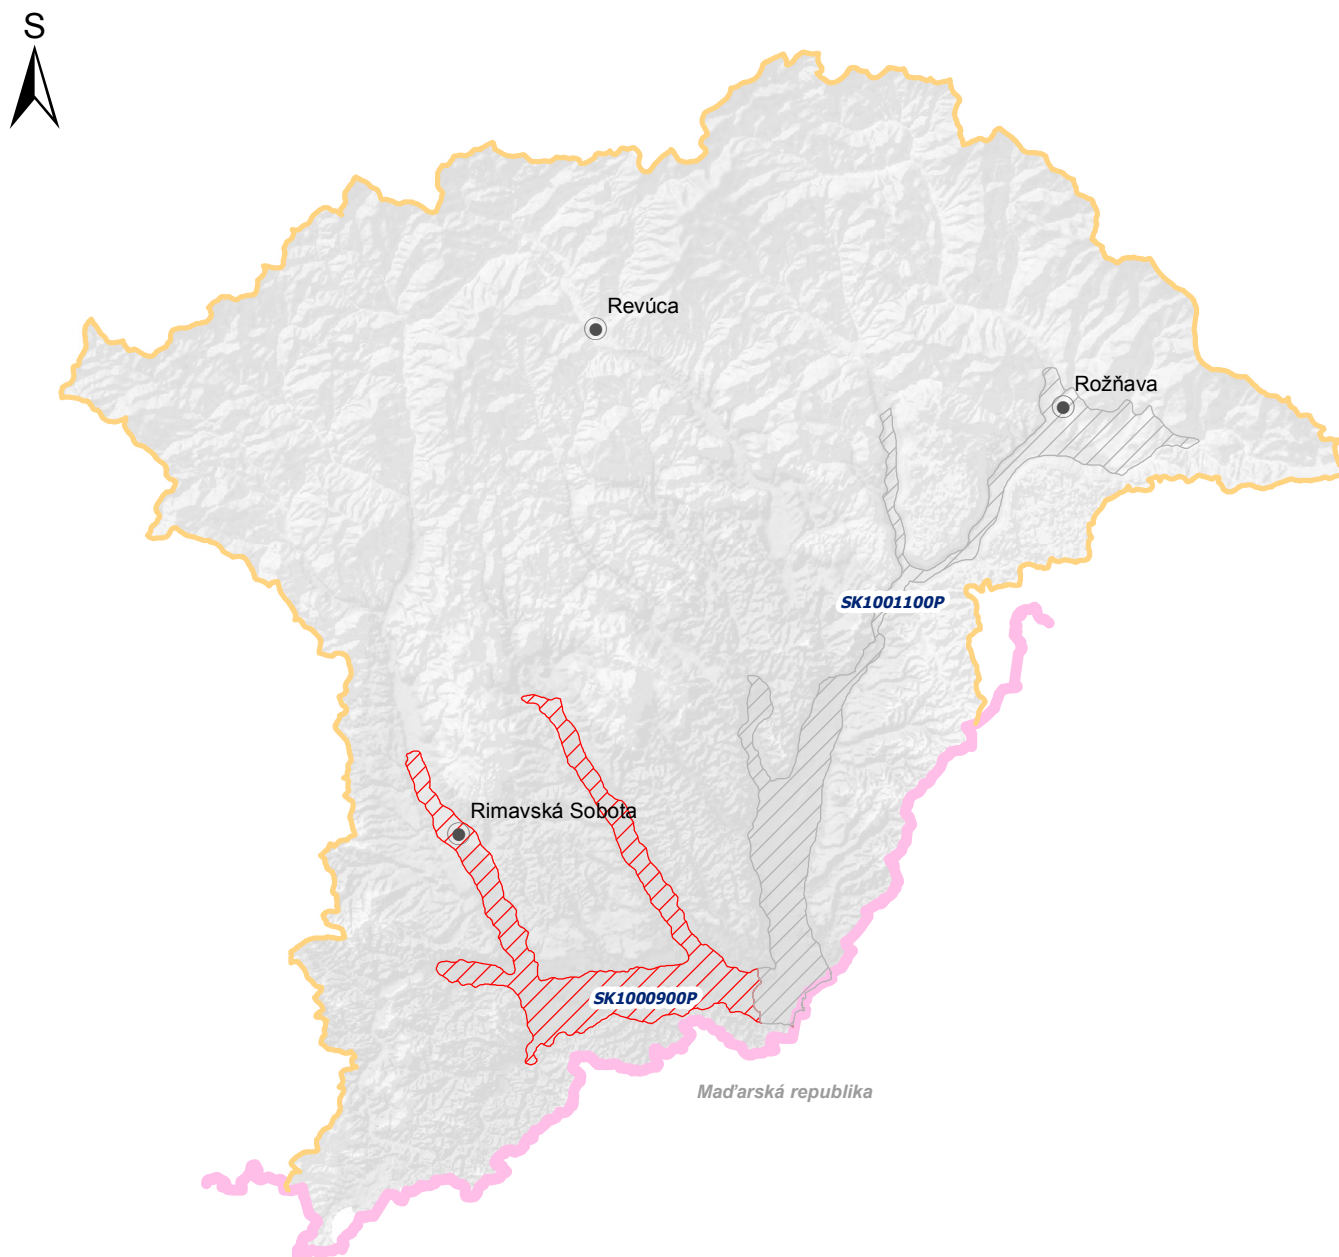 S
Revúca
Rožňava
SK1001100P
Rimavská Sobota
SK1000900P
Maďarská republika